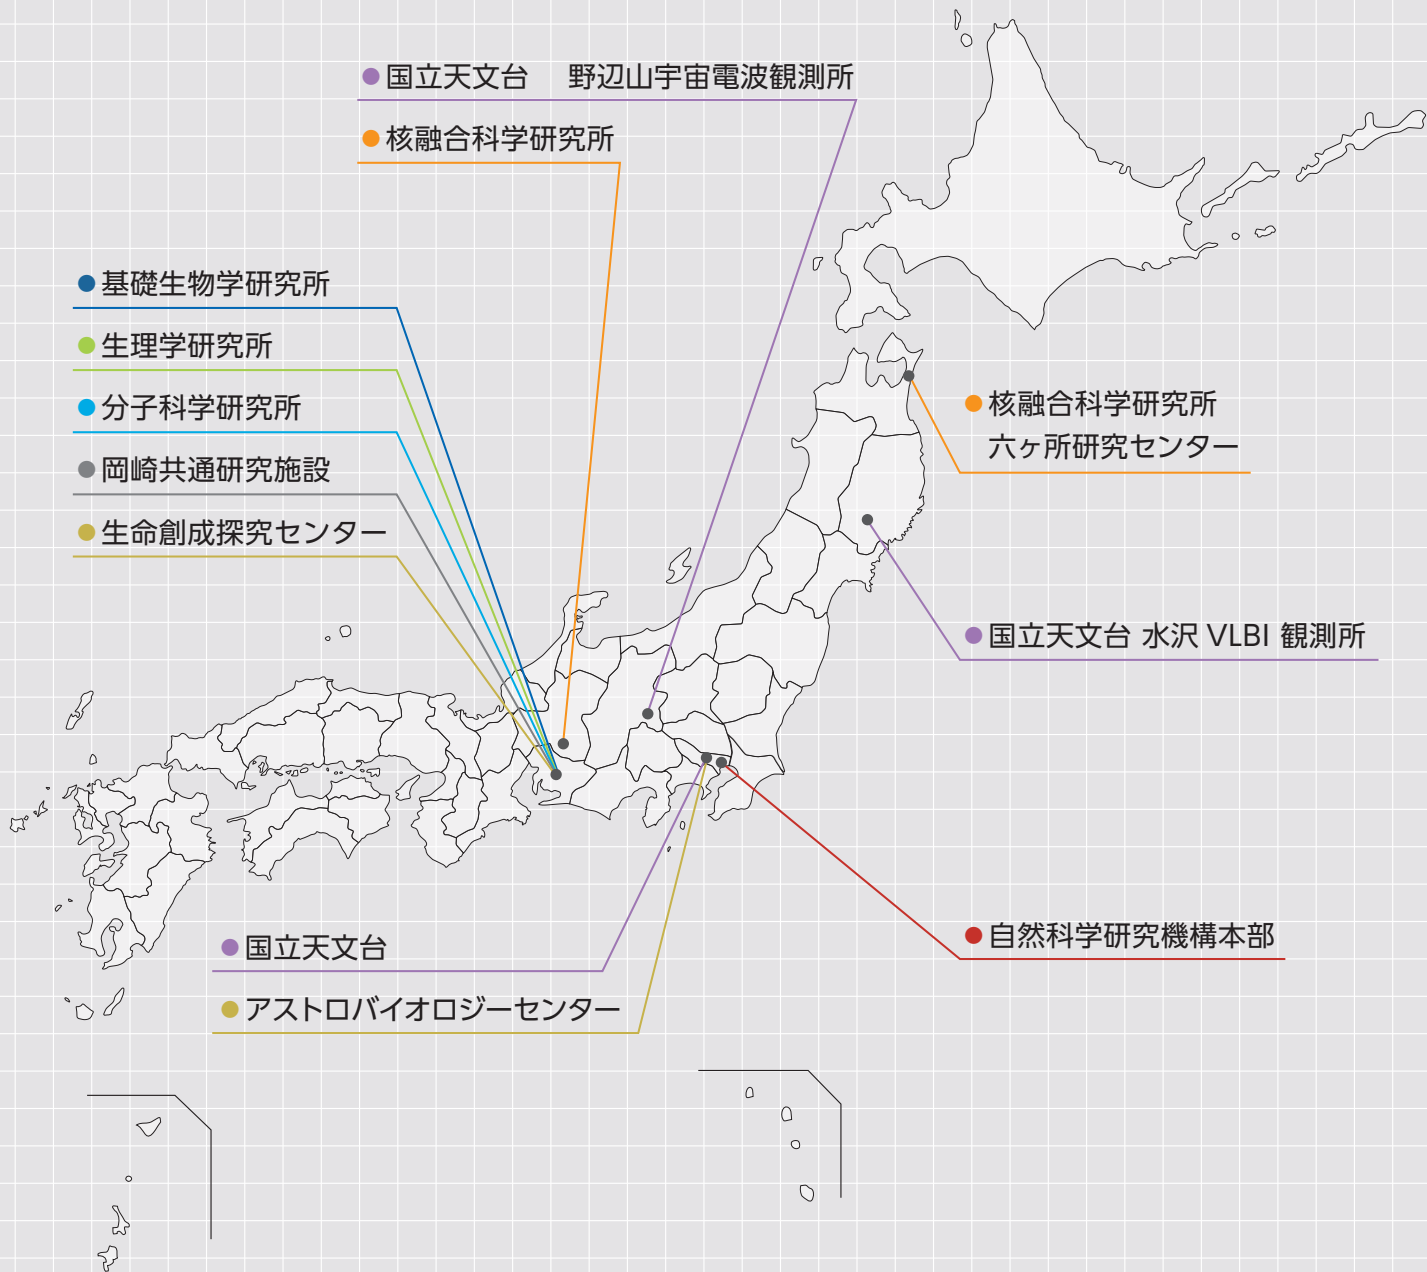 国立天文台　野辺山宇宙電波観測所
核融合科学研究所
基礎生物学研究所
生理学研究所
分子科学研究所
岡崎共通研究施設
生命創成探究センター
核融合科学研究所
六ヶ所研究センター
国立天文台 水沢 VLBI 観測所
自然科学研究機構本部
国立天文台
アストロバイオロジーセンター